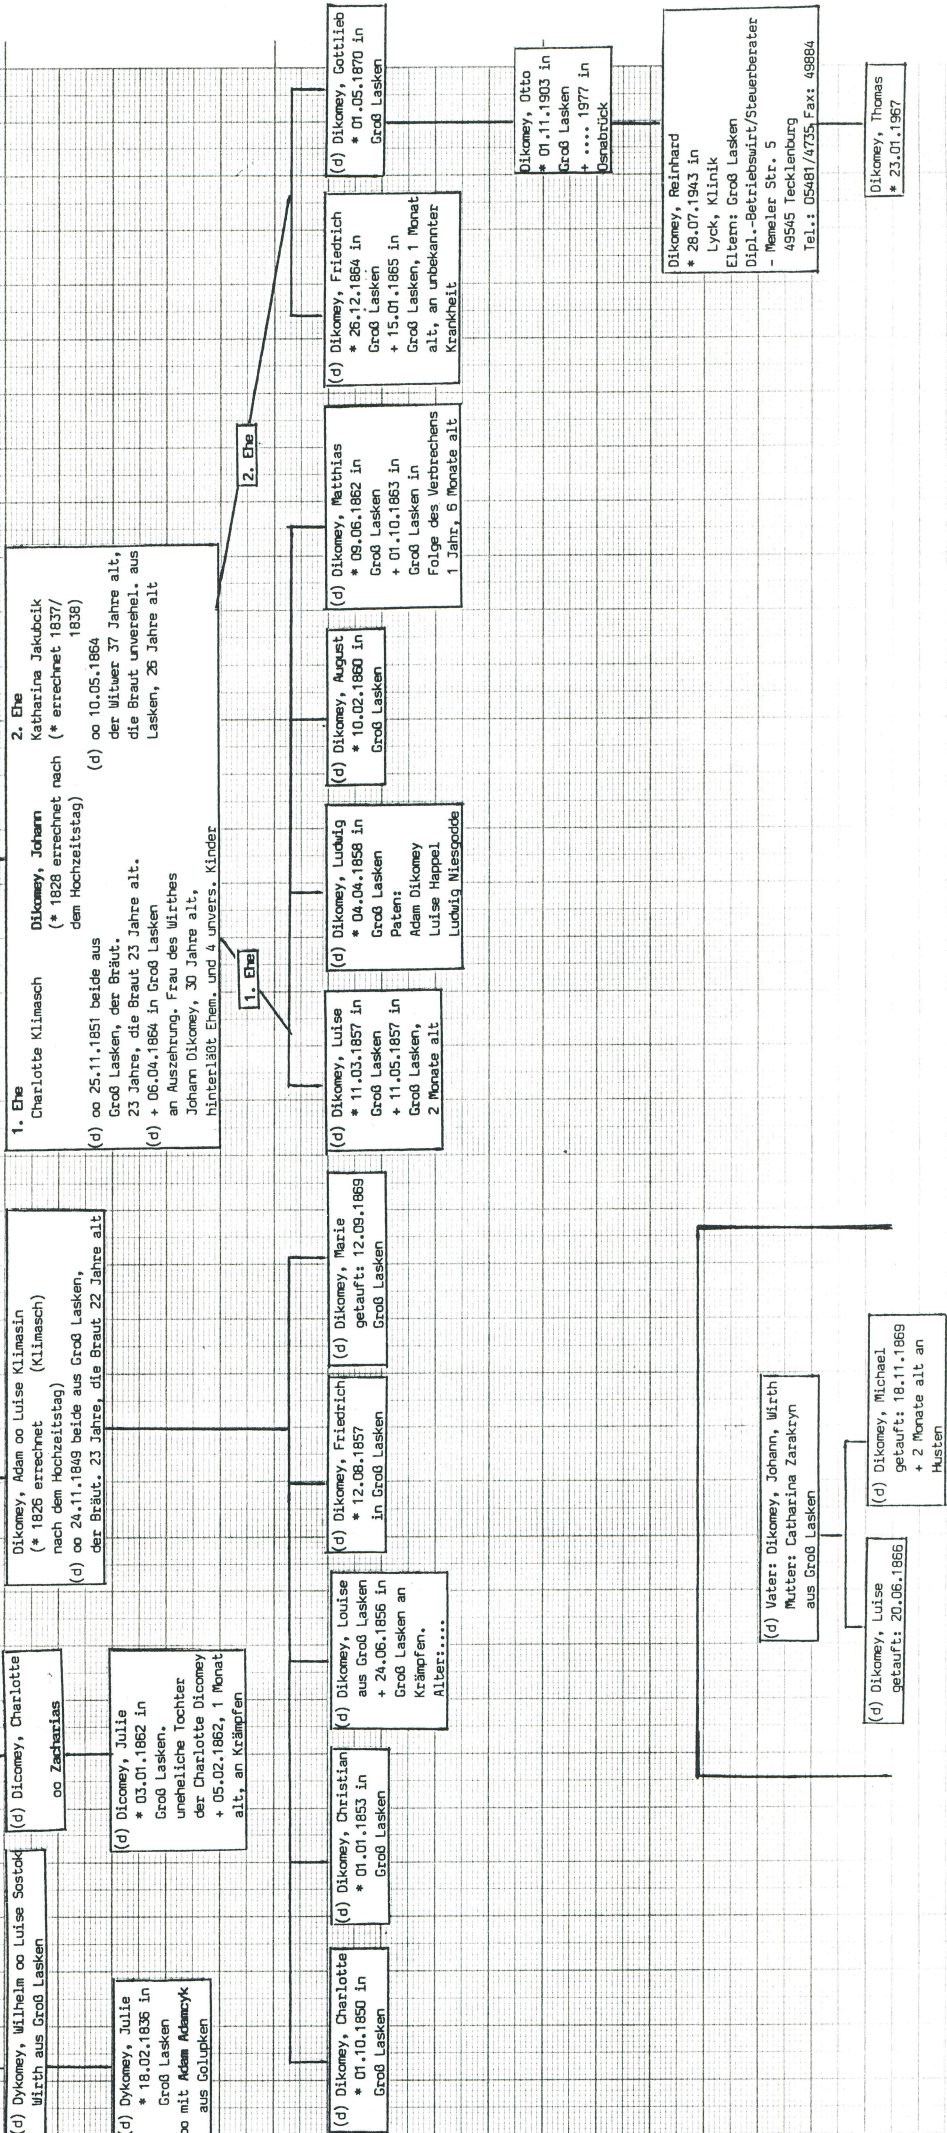 (d) Dykomey, Wilhelm oo Luise Sostok
Wirth aus Groß Lasken
(d) Dykomey, Julie
* 18.02.1836 in
Groß Lasken
oo mit Adam Adamcyk
aus Golupken
(d) Dicomey, Charlotte
oo Zacharias
(d) Dicomey, Julie
* 03.01.1862 in
Groß Lasken.
uneheliche Tochter
der Charlotte Dicomey
+ 05.02.1862, 1 Monat
alt, an Krämpfen
Dikomey, Adam oo Luise Klimasin
(* 1826 errechnet (Klimasch)
nach dem Hochzeitstag)
(d) oo 24.11.1849 beide aus Groß Lasken,
der Bräut. 23 Jahre, die Braut 22 Jahre alt
1. Ehe
Charlotte Klimasch
Dikomey, Johann
(* 1828 errechnet nach
dem Hochzeitstag)
2. Ehe
Katharina Jakubcik
(* errechnet 1837/
1838)
(d) oo 25.11.1851 beide aus
Groß Lasken, der Bräut.
23 Jahre, die Braut 23 Jahre alt.
(d) + 06.04.1864 in Groß Lasken
an Auszehrung. Frau des Wirthes
Johann Dikomey, 30 Jahre alt,
hinterläßt Ehem. und 4 unvers. Kinder
(d) oo 10.05.1864
der Witwer 37 Jahre alt,
die Braut unverehel. aus
Lasken, 26 Jahre alt
1. Ehe
2. Ehe
(d) Dikomey, Charlotte
* 01.10.1850 in
Groß Lasken
(d) Dikomey, Christian
* 01.01.1853 in
Groß Lasken
(d) Dikomey, Louise
aus Groß Lasken
+ 24.06.1856 in
Groß Lasken an
Krämpfen.
Alter:....
(d) Dikomey, Friedrich
* 12.08.1857
in Groß Lasken
(d) Dikomey, Marie
getauft: 12.09.1869
Groß Lasken
(d) Dikomey, Luise
* 11.03.1857 in
Groß Lasken
+ 11.05.1857 in
Groß Lasken,
2 Monate alt
(d) Dikomey, Ludwig
* 04.04.1858 in
Groß Lasken
Paten:
Adam Dikomey
Luise Happel
Ludwig Niesgodde
(d) Dikomey, August
* 10.02.1860 in
Groß Lasken
(d) Dikomey, Matthias
* 09.06.1862 in
Groß Lasken
+ 01.10.1863 in
Groß Lasken in
Folge des Verbrechens
1 Jahr, 6 Monate alt
(d) Dikomey, Friedrich
* 26.12.1864 in
Groß Lasken
+ 15.01.1865 in
Groß Lasken, 1 Monat
alt, an unbekannter
Krankheit
(d) Dikomey, Gottlieb
* 01.05.1870 in
Groß Lasken
Dikomey, Otto
* 01.11.1903 in
Groß Lasken
+ .... 1977 in
Osnabrück
Dikomey, Reinhard
* 28.07.1943 in
Lyck, Klinik
Eltern: Groß Lasken
Dipl.-Betriebswirt/Steuerberater
- Memeler Str. 5
49545 Tecklenburg
Tel.: 05481/4735, Fax: 49884
Dikomey, Thomas
* 23.01.1967
(d) Vater: Dikomey, Johann, Wirth
Mutter: Catharina Zarakryn
aus Groß Lasken
(d) Dikomey, Luise
getauft: 20.06.1866
(d) Dikomey, Michael
getauft: 18.11.1869
+ 2 Monate alt an
Husten